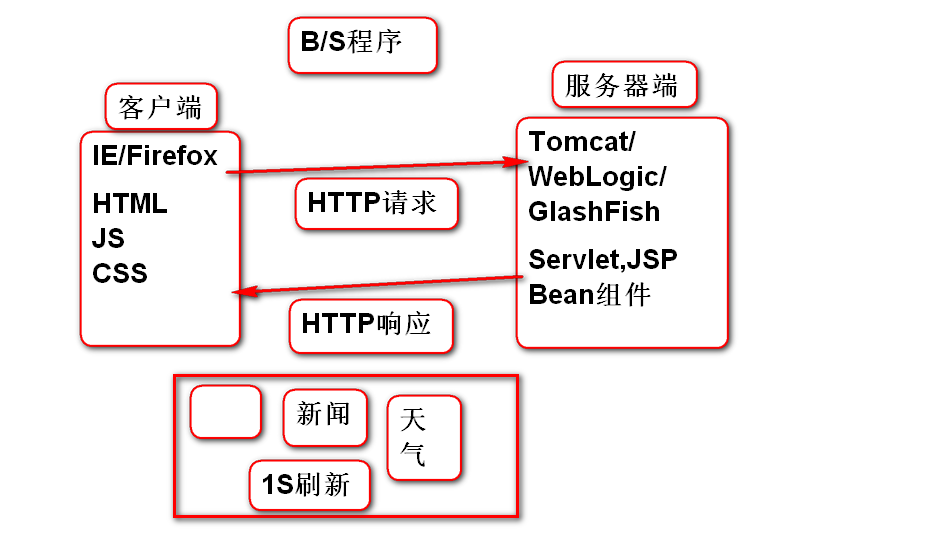 B/S程序
客户端
服务器端
IE/Firefox
HTML
JS
CSS
HTTP请求
HTTP响应
Tomcat/
WebLogic/
GlashFish
Servlet,JSP
Bean组件
新闻
天
气
1S刷新